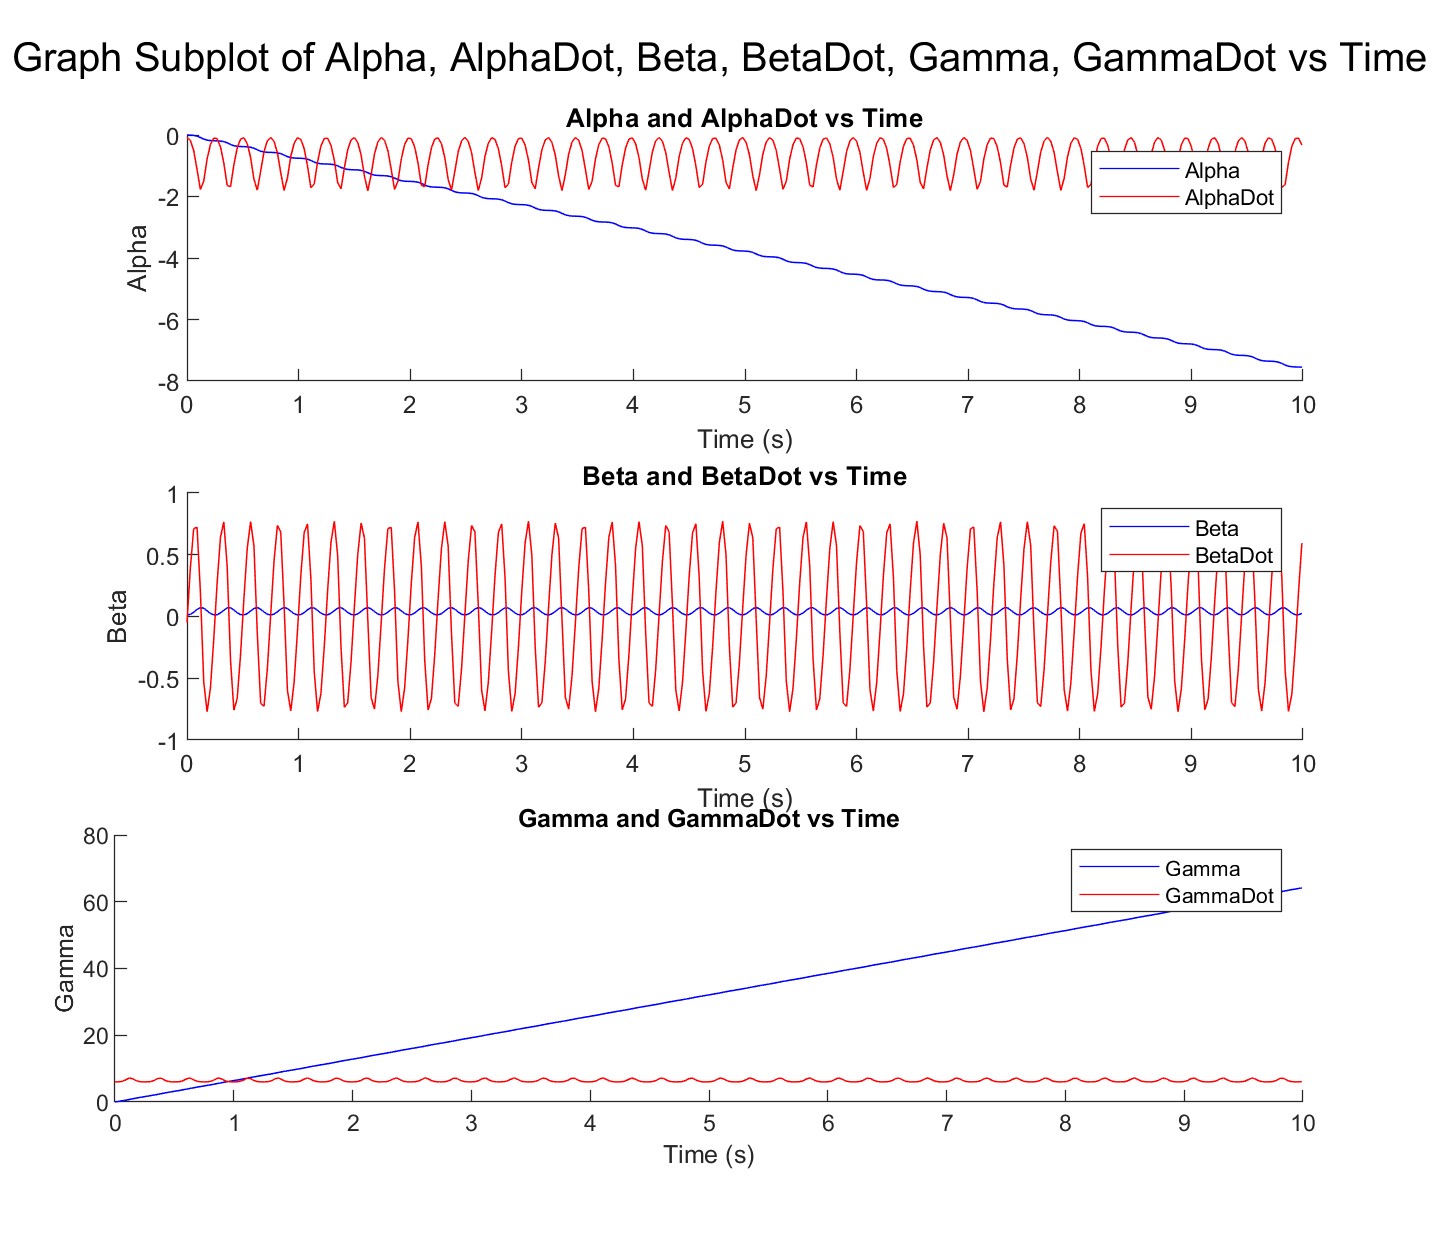 Graph Subplot of Alpha, AlphaDot, Beta, BetaDot, Gamma, GammaDot vs Time
Alpha and AlphaDot vs Time
0
-2
-4
-6
-8
Alpha
Alpha
AlphaDot
0 1 2 3 4 5 6 7 8 9 10
Time (s)
Beta and BetaDot vs Time
1
0.5
0
-0.5
-1
Beta
Beta
BetaDot
0 1 2 3 4 5 6 7 8 9 10
Time (s)
Gamma and GammaDot vs Time
80
60
40
20
0
Gamma
Gamma
GammaDot
0 1 2 3 4 5 6 7 8 9 10
Time (s)